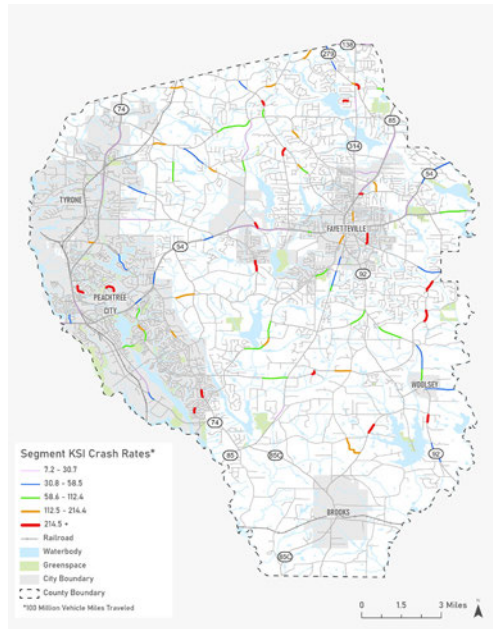 138
279
74
85
314
54
TYRONE
FAYETTEVILLE
54
92
PEACHTREE
CITY
WOOLSEY
74
85
85C
92
BROOKS
85C
Segment KSI Crash Rates*
7.2 - 30.7
30.8 - 58.5
58.6 - 112.4
112.5 - 214.4
214.5 +
Railroad
Waterbody
Greenspace
City Boundary
County Boundary
*100 Million Vehicle Miles Traveled
0 1.5 3 Miles
N